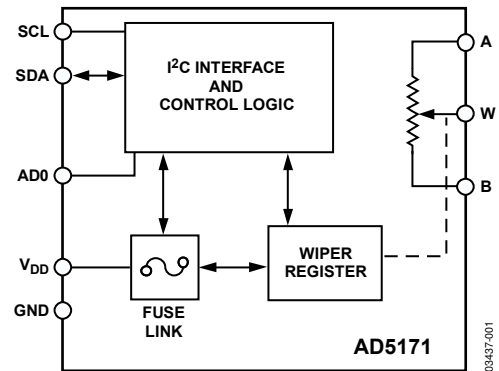 SCL
SDA
AD0
V_DD
GND
I²C INTERFACE
AND
CONTROL LOGIC
FUSE
LINK
WIPER
REGISTER
A
W
B
AD5171
03437-001